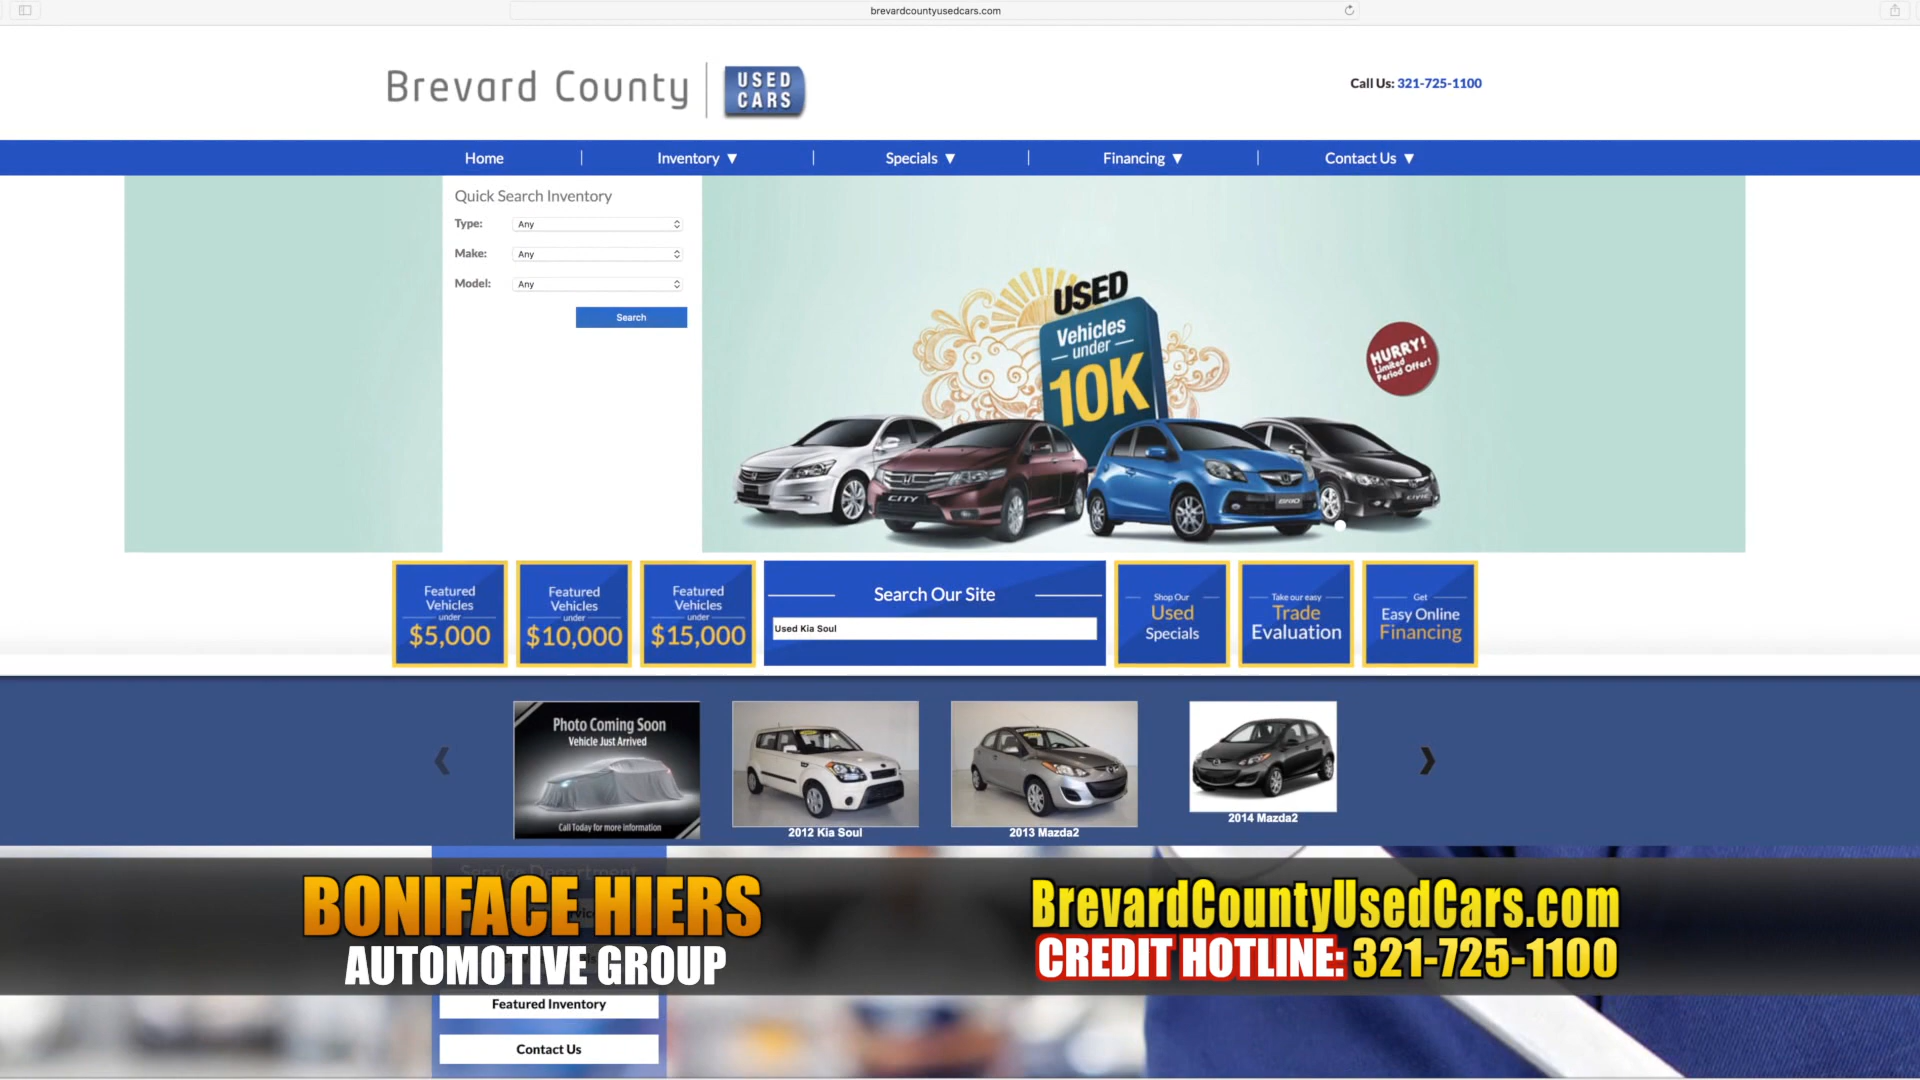 brevardcountyusedcars.com
Brevard County
USED
CARS
Call Us: 321-725-1100
Home
Inventory ▼
Specials ▼
Financing ▼
Contact Us ▼
Quick Search Inventory
Type:
Any
Make:
Any
Model:
Any
Search
USED
Vehicles
under
10K
HURRY!
Limited
Period Offer!
CITY
BRIO
CIVIC
Featured
Vehicles
under
$5,000
Featured
Vehicles
under
$10,000
Featured
Vehicles
under
$15,000
Search Our Site
Used Kia Soul
Shop Our
Used
Specials
Take our easy
Trade
Evaluation
Get
Easy Online
Financing
Photo Coming Soon
Vehicle Just Arrived
Call Today for more information
2012 Kia Soul
2013 Mazda2
2014 Mazda2
Service Department
BONIFACE HIERS
AUTOMOTIVE GROUP
BrevardCountyUsedCars.com
CREDIT HOTLINE: 321-725-1100
Featured Inventory
Contact Us